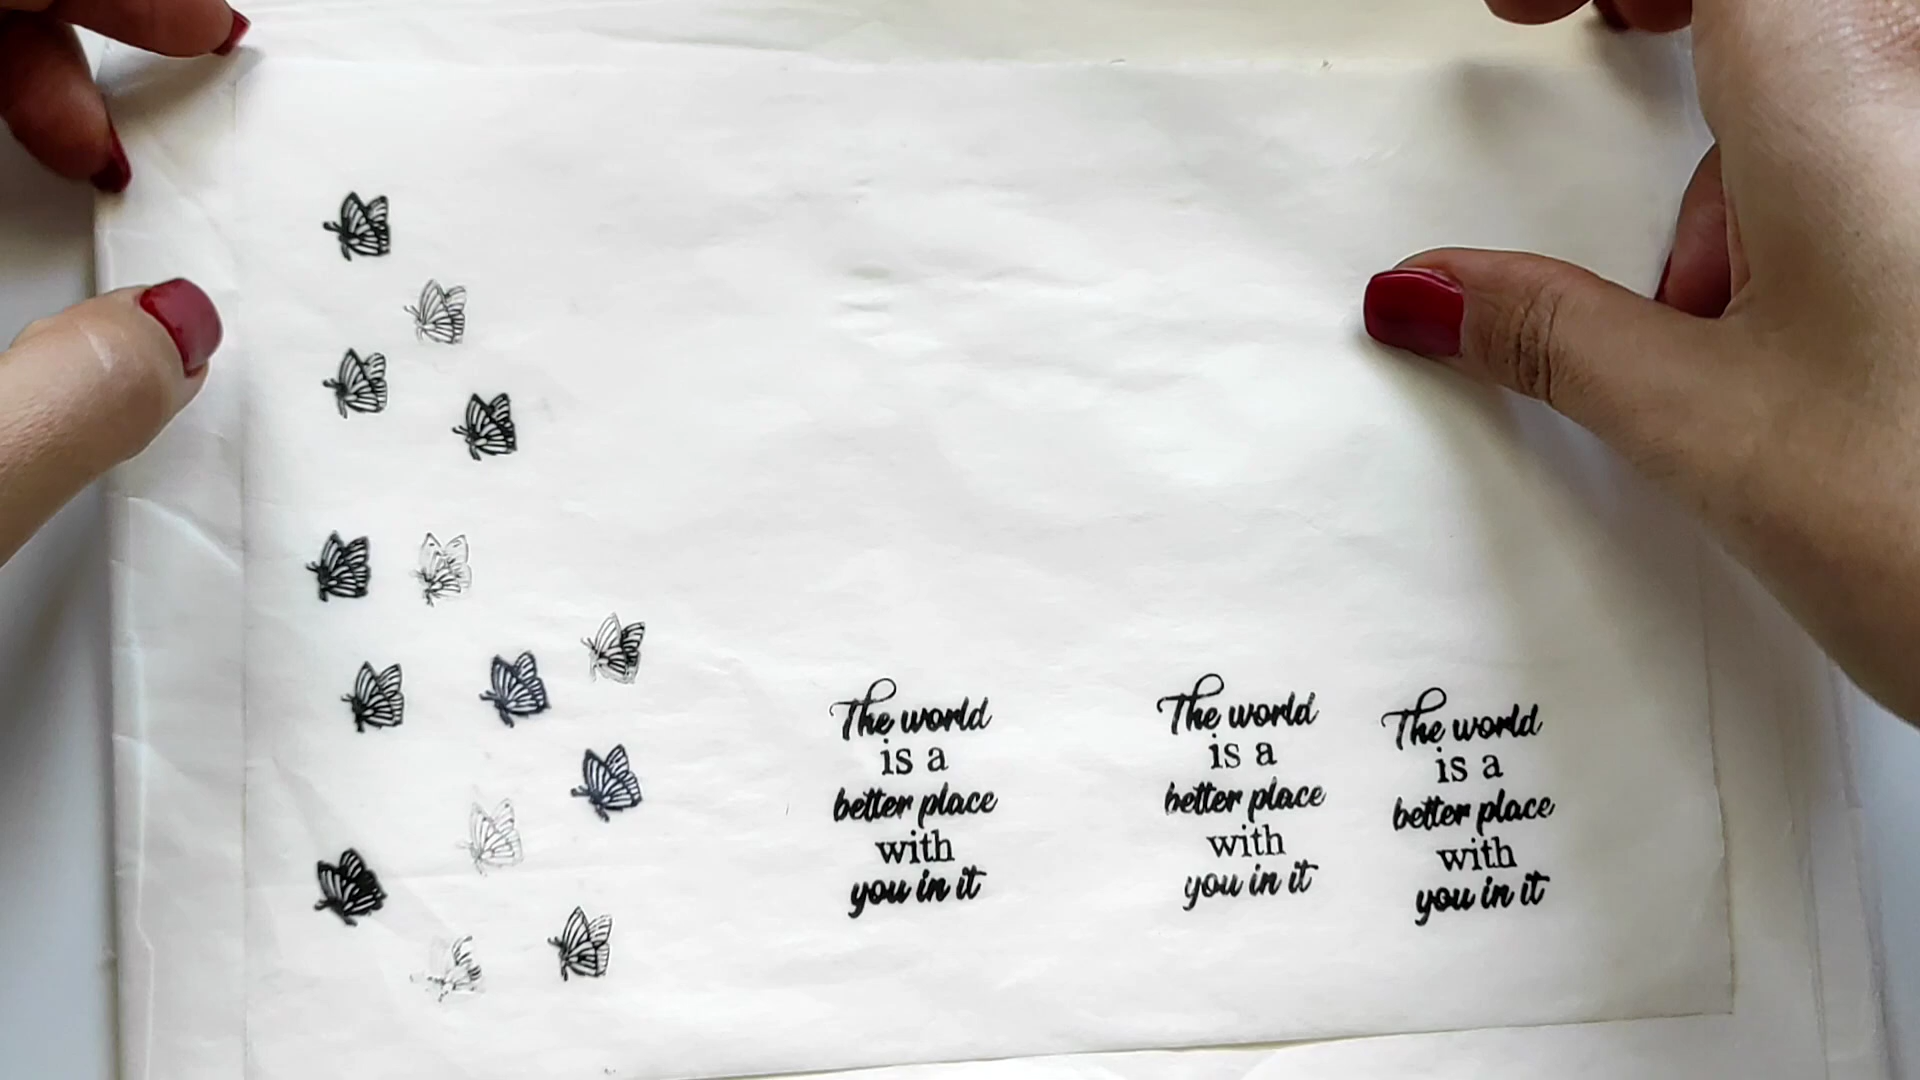 The world
is a
better place
with
you in it
The world
is a
better place
with
you in it
The world
is a
better place
with
you in it